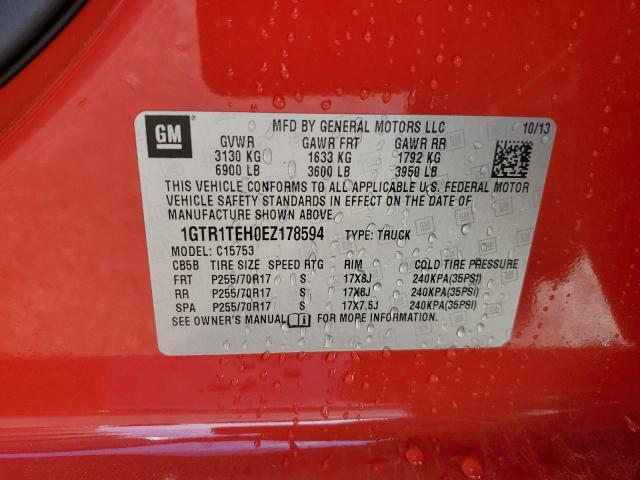 GM
MFD BY GENERAL MOTORS LLC 10/13
GVWR GAWR FRT GAWR RR
3130 KG 1633 KG 1792 KG
6900 LB 3600 LB 3950 LB
THIS VEHICLE CONFORMS TO ALL APPLICABLE U.S. FEDERAL MOTOR
VEHICLE SAFETY STANDARDS IN EFFECT ON THE DATE OF
MANUFACTURE SHOWN ABOVE.
1GTR1TEH0EZ178594 TYPE: TRUCK
MODEL: C15753
CB5B TIRE SIZE SPEED RTG RIM COLD TIRE PRESSURE
FRT P255/70R17 S 17X8J 240KPA(35PSI)
RR P255/70R17 S 17X8J 240KPA(35PSI)
SPA P255/70R17 S 17X7.5J 240KPA(35PSI)
SEE OWNER'S MANUAL FOR MORE INFORMATION.